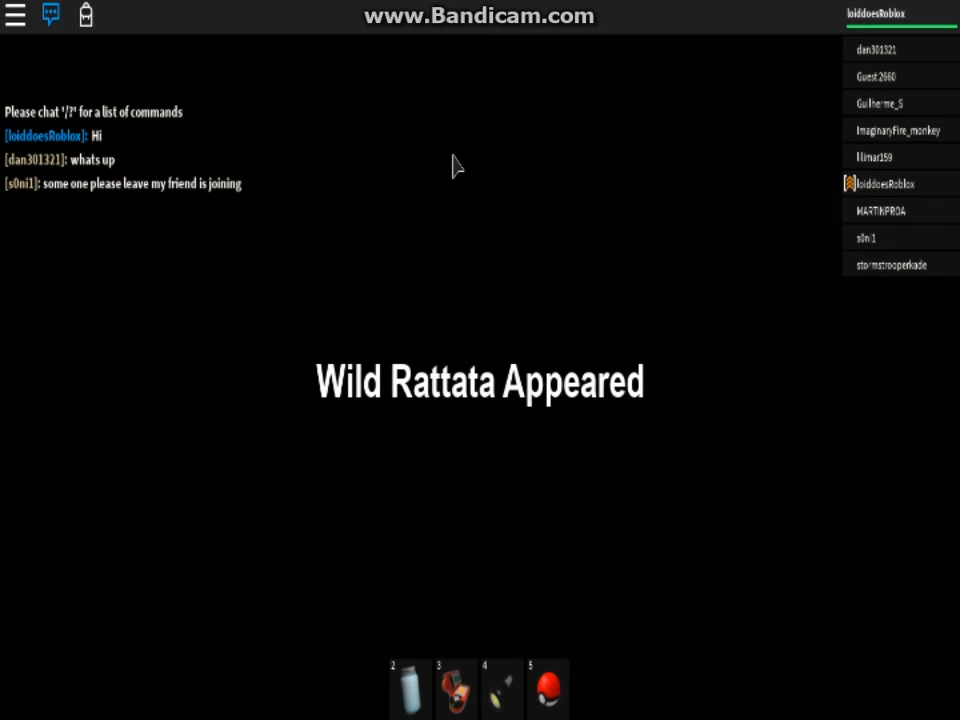 www.Bandicam.com
loiddoesRoblox
dan301321
Guest 2660
Guilherme_S
ImaginaryFire_monkey
lilimar159
loiddoesRoblox
MARTINPROA
s0ni1
stormstrooperkade
Please chat '/?' for a list of commands
[loiddoesRoblox]: Hi
[dan301321]: whats up
[s0ni1]: some one please leave my friend is joining
Wild Rattata Appeared
2 3 4 5